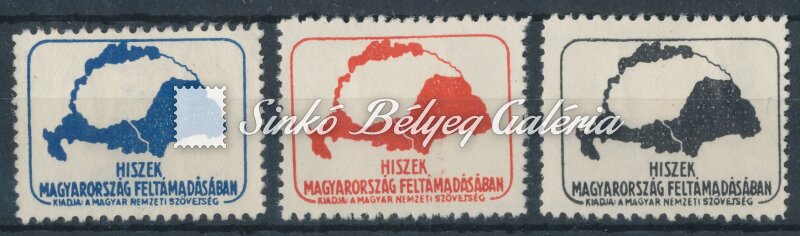 HISZEK
MAGYARORSZÁG FELTÁMADÁSÁBAN
KIADJA: A MAGYAR NEMZETI SZÖVETSÉG
HISZEK
MAGYARORSZÁG FELTÁMADÁSÁBAN
KIADJA: A MAGYAR NEMZETI SZÖVETSÉG
HISZEK
MAGYARORSZÁG FELTÁMADÁSÁBAN
KIADJA: A MAGYAR NEMZETI SZÖVETSÉG
Sinkó Bélyeg Galéria